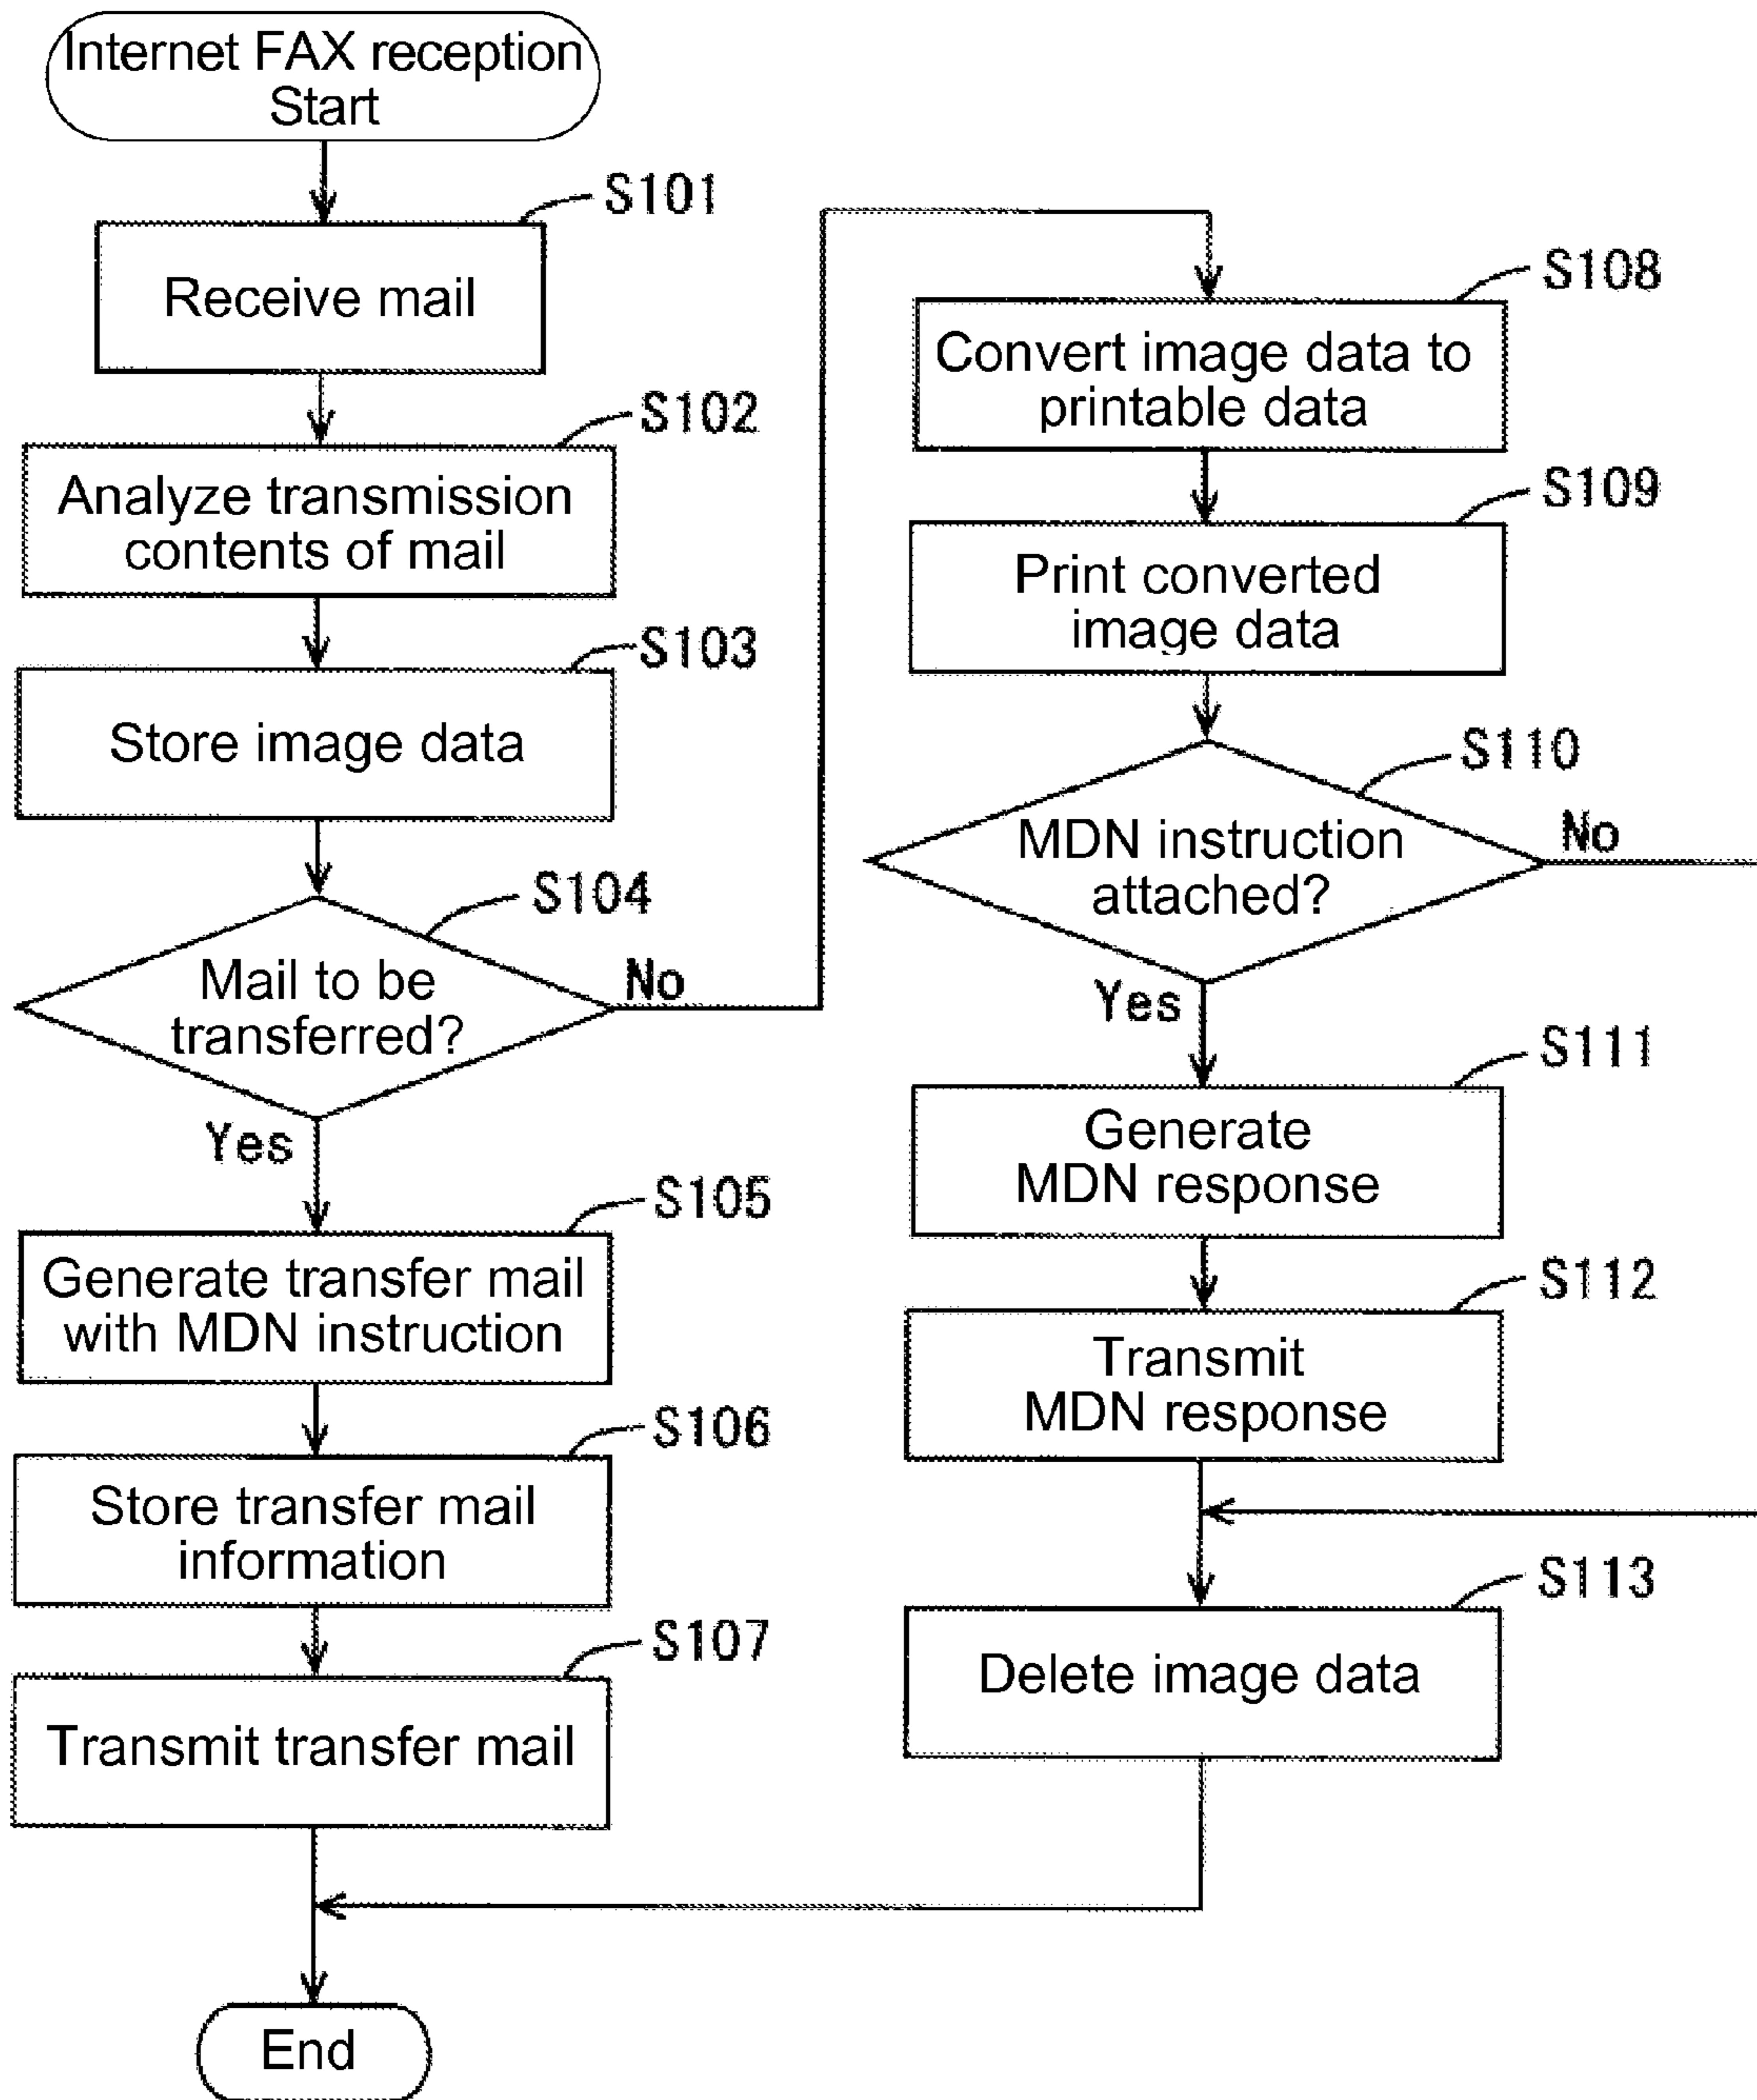 Internet FAX reception
Start
S101
Receive mail
S102
Analyze transmission
contents of mail
S103
Store image data
S104
Mail to be
transferred?
No
Yes
S105
Generate transfer mail
with MDN instruction
S106
Store transfer mail
information
S107
Transmit transfer mail
End
S108
Convert image data to
printable data
S109
Print converted
image data
S110
MDN instruction
attached?
No
Yes
S111
Generate
MDN response
S112
Transmit
MDN response
S113
Delete image data